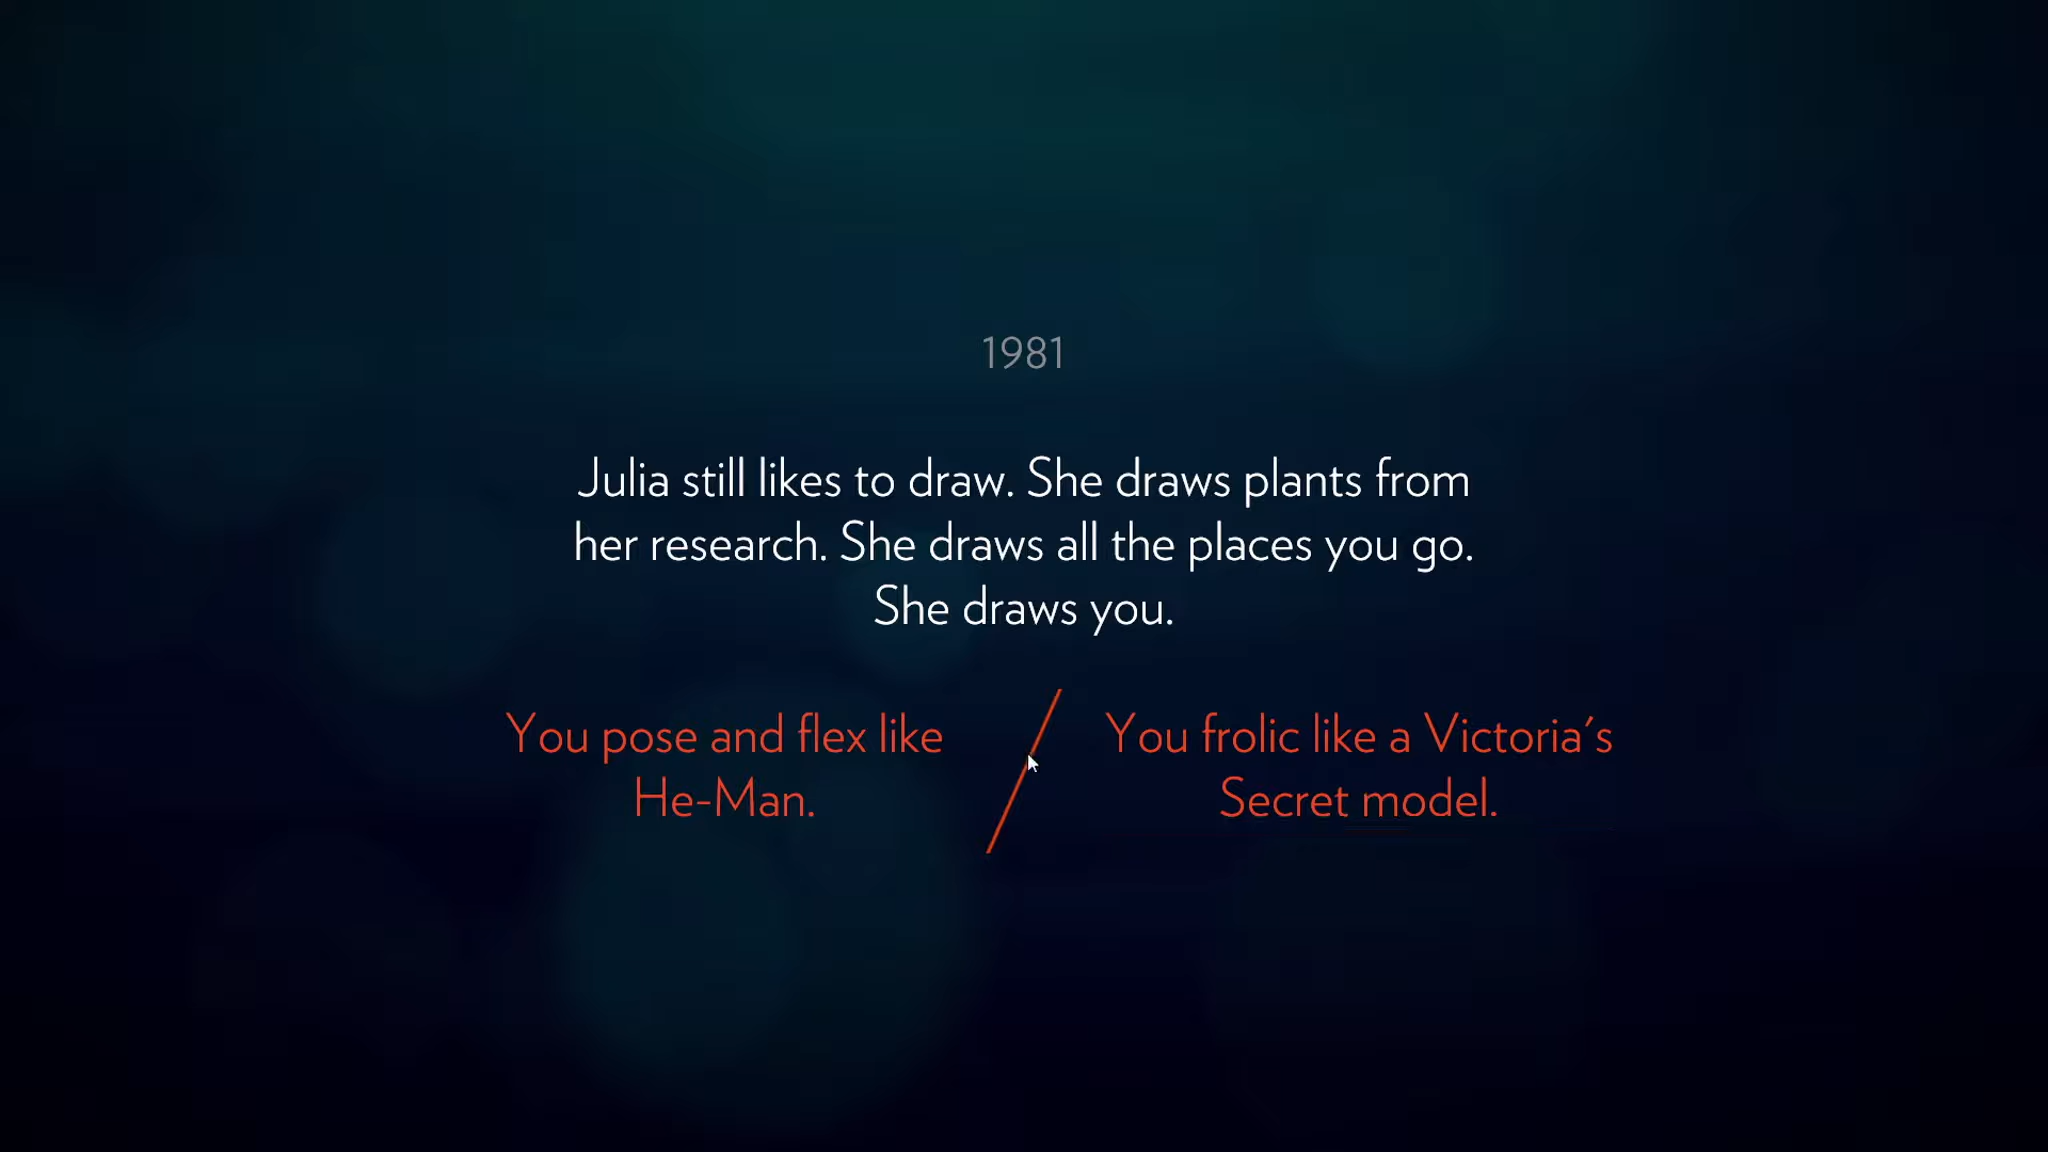 1981
Julia still likes to draw. She draws plants from
her research. She draws all the places you go.
She draws you.
You pose and flex like
He-Man.
You frolic like a Victoria's
Secret model.